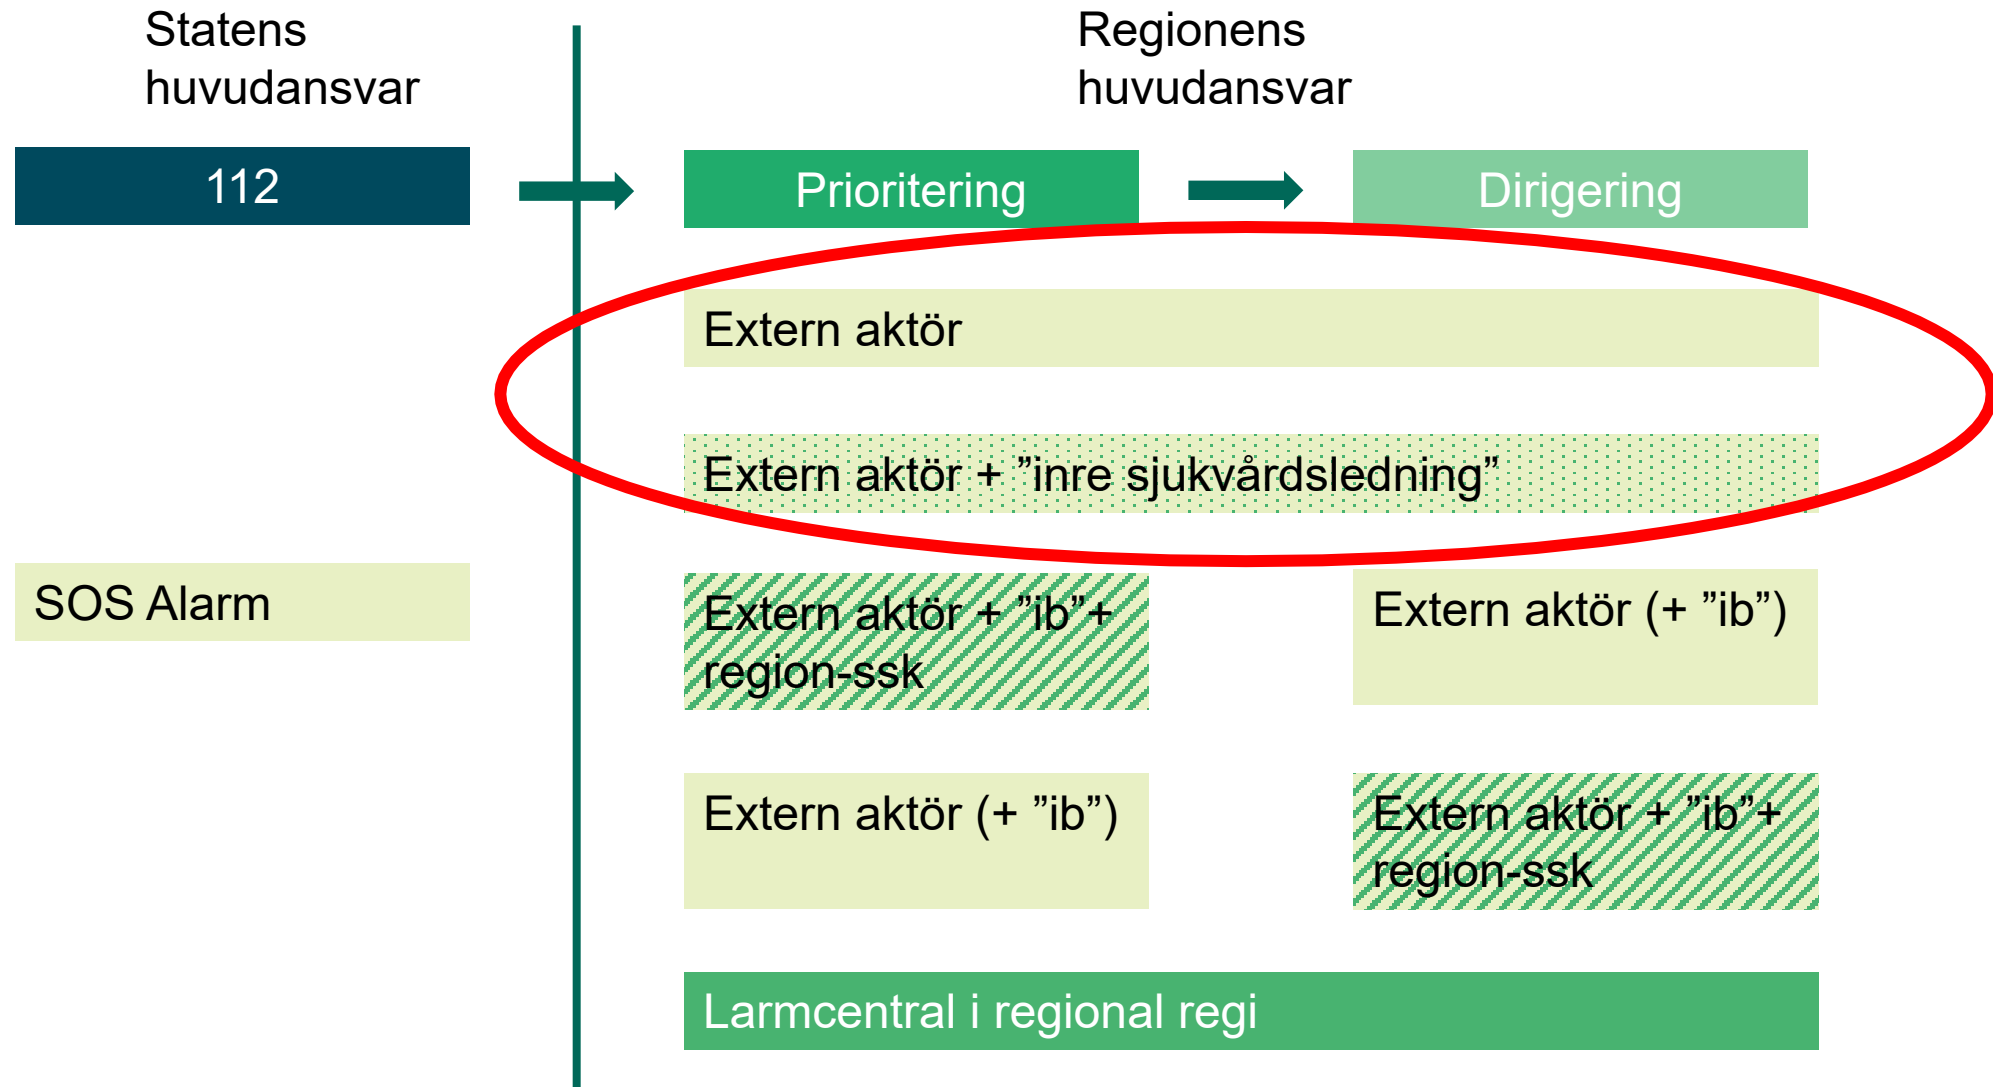 Statens
huvudansvar
Regionens
huvudansvar
112
Prioritering
Dirigering
Extern aktör
Extern aktör + ”inre sjukvårdsledning”
SOS Alarm
Extern aktör + ”ib”+
region-ssk
Extern aktör (+ ”ib”)
Extern aktör (+ ”ib”)
Extern aktör + ”ib”+
region-ssk
Larmcentral i regional regi